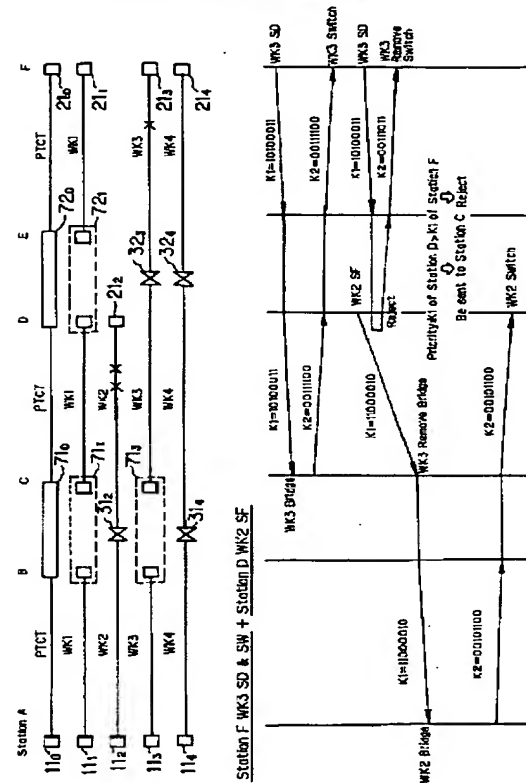 Station A
B
C
D
E
F
PTCT
PTCT
PTCT
11₀
71₀
72₀
21₀
WK1
WK1
WK1
11₁
71₁
72₁
21₁
WK2
WK2
11₂
31₂
21₂
WK3
WK3
WK3
11₃
71₃
32₃
21₃
WK4
WK4
WK4
11₄
31₄
32₄
21₄
Station F WK3 SD & SW + Station D WK2 SF
WK3 SD
K1=10100011
K1=10100011
WK3 Bridge
K2=00111100
K2=00111100
WK3 Switch
WK2 SF
WK3 SD
K1=10100011
Reject
K2=00111011
WK3 Remove Switch
K1=11000010
WK3 Remove Bridge
K1=11000010
WK2 Bridge
K2=00101100
K2=00101100
WK2 Switch
Priority:K1 of Station D>K1 of Station F
Be sent to Station C
Reject